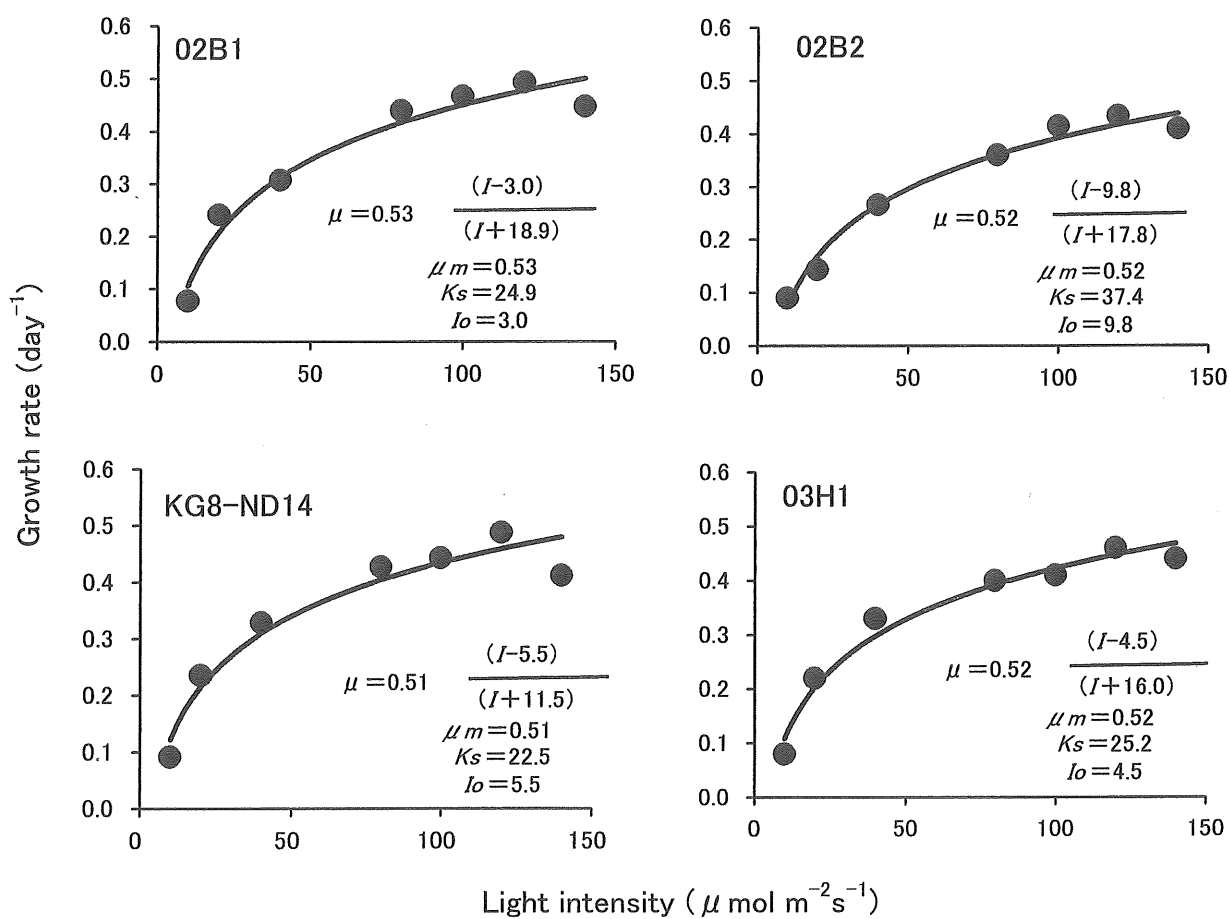 Growth rate (day⁻¹)
02B1
0.6
0.5
0.4
0.3
0.2
0.1
0.0
0 50 100 150
μ=0.53 (I-3.0)
(I+18.9)
μm=0.53
Ks=24.9
Io=3.0
02B2
0.6
0.5
0.4
0.3
0.2
0.1
0.0
0 50 100 150
μ=0.52 (I-9.8)
(I+17.8)
μm=0.52
Ks=37.4
Io=9.8
KG8-ND14
0.6
0.5
0.4
0.3
0.2
0.1
0.0
0 50 100 150
μ=0.51 (I-5.5)
(I+11.5)
μm=0.51
Ks=22.5
Io=5.5
03H1
0.6
0.5
0.4
0.3
0.2
0.1
0.0
0 50 100 150
μ=0.52 (I-4.5)
(I+16.0)
μm=0.52
Ks=25.2
Io=4.5
Light intensity (μ mol m⁻²s⁻¹)